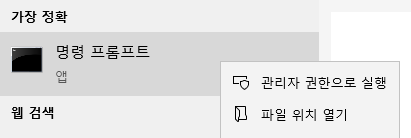 가장 정확
명령 프롬프트
앱
관리자 권한으로 실행
파일 위치 열기
웹 검색